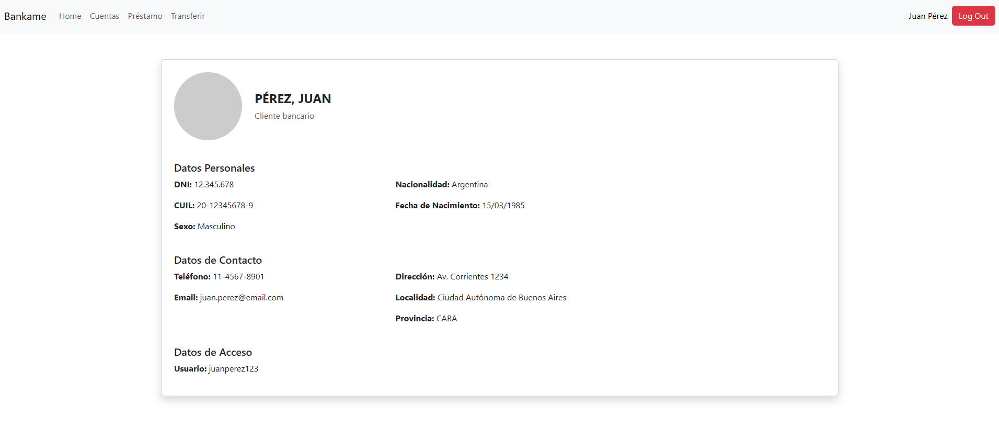 Bankame Home Cuentas Préstamo Transferir Juan Pérez Log Out
PÉREZ, JUAN
Cliente bancario
Datos Personales
DNI: 12.345.678 Nacionalidad: Argentina
CUIL: 20-12345678-9 Fecha de Nacimiento: 15/03/1985
Sexo: Masculino
Datos de Contacto
Teléfono: 11-4567-8901 Dirección: Av. Corrientes 1234
Email: juan.perez@email.com Localidad: Ciudad Autónoma de Buenos Aires
Provincia: CABA
Datos de Acceso
Usuario: juanperez123